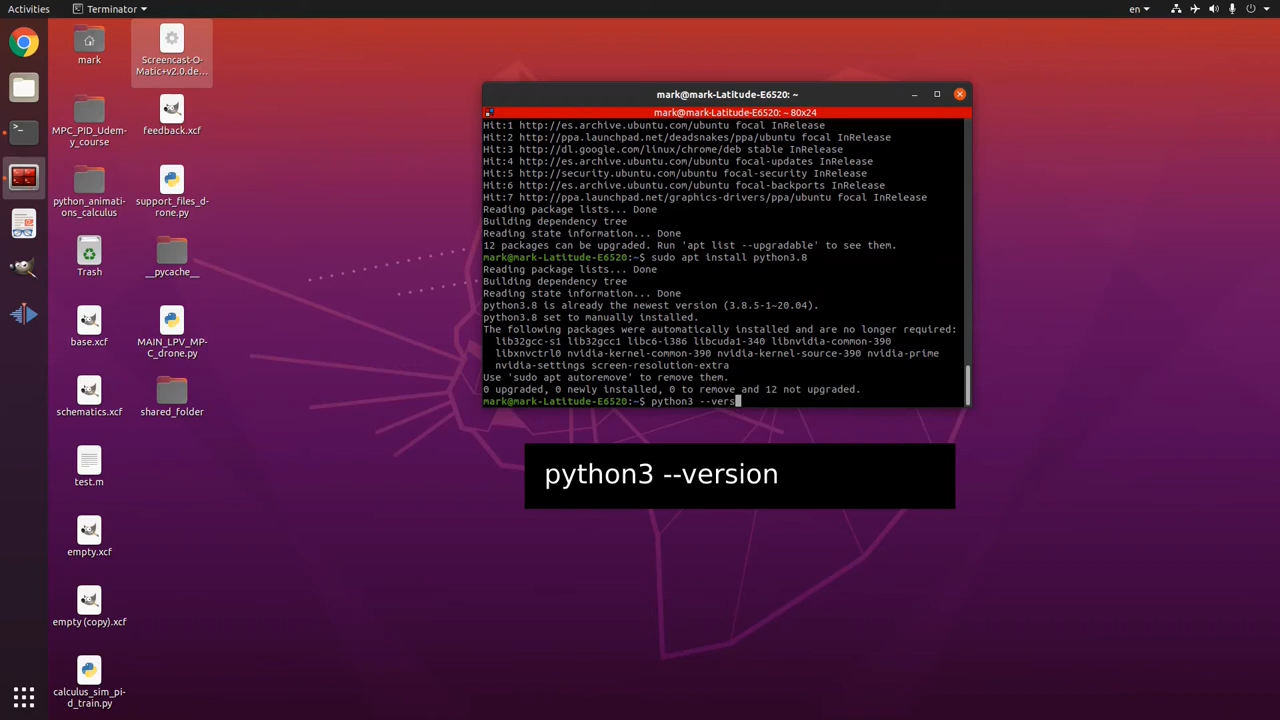 Activities
Terminator
en
mark
Screencast-O-
Matic+v2.0.de...
MPC_PID_Udem-
y_course
feedback.xcf
python_animati-
ons_calculus
support_files_d-
rone.py
Trash
__pycache__
base.xcf
MAIN_LPV_MP-
C_drone.py
schematics.xcf
shared_folder
test.m
empty.xcf
empty (copy).xcf
calculus_sim_pi-
d_train.py
mark@mark-Latitude-E6520: ~
mark@mark-Latitude-E6520: ~ 80x24
Hit:1 http://es.archive.ubuntu.com/ubuntu focal InRelease
Hit:2 http://ppa.launchpad.net/deadsnakes/ppa/ubuntu focal InRelease
Hit:3 http://dl.google.com/linux/chrome/deb stable InRelease
Hit:4 http://es.archive.ubuntu.com/ubuntu focal-updates InRelease
Hit:5 http://security.ubuntu.com/ubuntu focal-security InRelease
Hit:6 http://es.archive.ubuntu.com/ubuntu focal-backports InRelease
Hit:7 http://ppa.launchpad.net/graphics-drivers/ppa/ubuntu focal InRelease
Reading package lists... Done
Building dependency tree
Reading state information... Done
12 packages can be upgraded. Run 'apt list --upgradable' to see them.
mark@mark-Latitude-E6520:~$ sudo apt install python3.8
Reading package lists... Done
Building dependency tree
Reading state information... Done
python3.8 is already the newest version (3.8.5-1~20.04).
python3.8 set to manually installed.
The following packages were automatically installed and are no longer required:
lib32gcc-s1 lib32gcc1 libc6-i386 libcuda1-340 libnvidia-common-390
libxnvctrl0 nvidia-kernel-common-390 nvidia-kernel-source-390 nvidia-prime
nvidia-settings screen-resolution-extra
Use 'sudo apt autoremove' to remove them.
0 upgraded, 0 newly installed, 0 to remove and 12 not upgraded.
mark@mark-Latitude-E6520:~$ python3 --vers
python3 --version